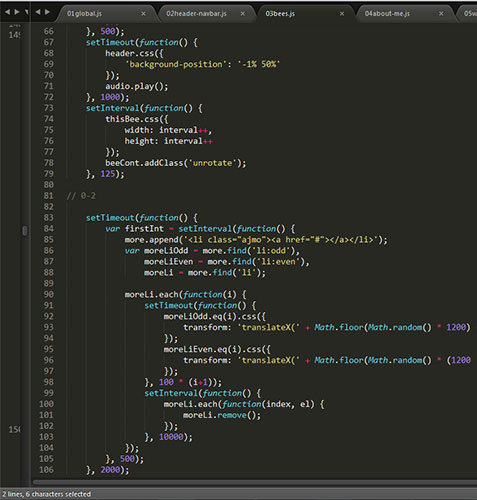 01global.js
02header-navbar.js
03bees.js
04about-me.js
05w
148
149
150
66 }, 500);
67 setTimeout(function() {
68 header.css({
69 'background-position': '-1% 50%'
70 });
71 audio.play();
72 }, 1000);
73 setInterval(function() {
74 thisBee.css({
75 width: interval++,
76 height: interval++
77 });
78 beeCont.addClass('unrotate');
79 }, 125);
80
81 // 0-2
82
83 setTimeout(function() {
84 var firstInt = setInterval(function() {
85 more.append('<li class="ajmo"><a href="#"></a></li>');
86 var moreLiOdd = more.find('li:odd'),
87 moreLiEven = more.find('li:even'),
88 moreLi = more.find('li');
89
90 moreLi.each(function(i) {
91 setTimeout(function() {
92 moreLiOdd.eq(i).css({
93 transform: 'translateX(' + Math.floor(Math.random() * 1200)
94 });
95 moreLiEven.eq(i).css({
96 transform: 'translateX(' + Math.floor(Math.random() * (1200
97 });
98 }, 100 * (i+1));
99 setInterval(function() {
100 moreLi.each(function(index, el) {
101 moreLi.remove();
102 });
103 }, 10000);
104 });
105 }, 500);
106 }, 2000);
2 lines, 6 characters selected